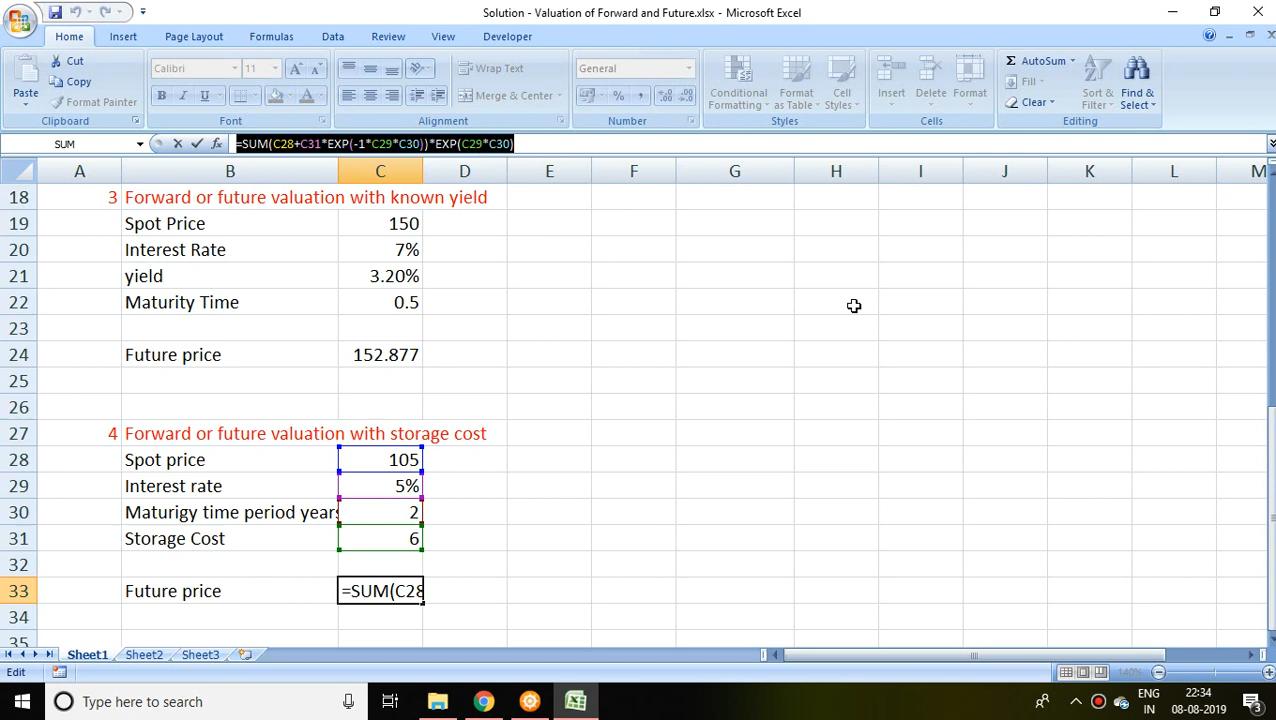 Solution - Valuation of Forward and Future.xlsx - Microsoft Excel
Home Insert Page Layout Formulas Data Review View Developer
Paste Cut Copy Format Painter Clipboard
Calibri 11 B I U A A A Font
Wrap Text Merge & Center Alignment
General % , Number
Conditional Formatting Format as Table Cell Styles Styles
Insert Delete Format Cells
Σ AutoSum Fill Clear Sort & Filter Find & Select Editing
SUM fx =SUM(C28+C31*EXP(-1*C29*C30))*EXP(C29*C30)
A B C D E F G H I J K L M
18 3 Forward or future valuation with known yield
19 Spot Price 150
20 Interest Rate 7%
21 yield 3.20%
22 Maturity Time 0.5
23
24 Future price 152.877
25
26
27 4 Forward or future valuation with storage cost
28 Spot price 105
29 Interest rate 5%
30 Maturigy time period years 2
31 Storage Cost 6
32
33 Future price =SUM(C28
34
35
Sheet1 Sheet2 Sheet3
Edit 140%
Type here to search ENG IN 22:34 08-08-2019 3